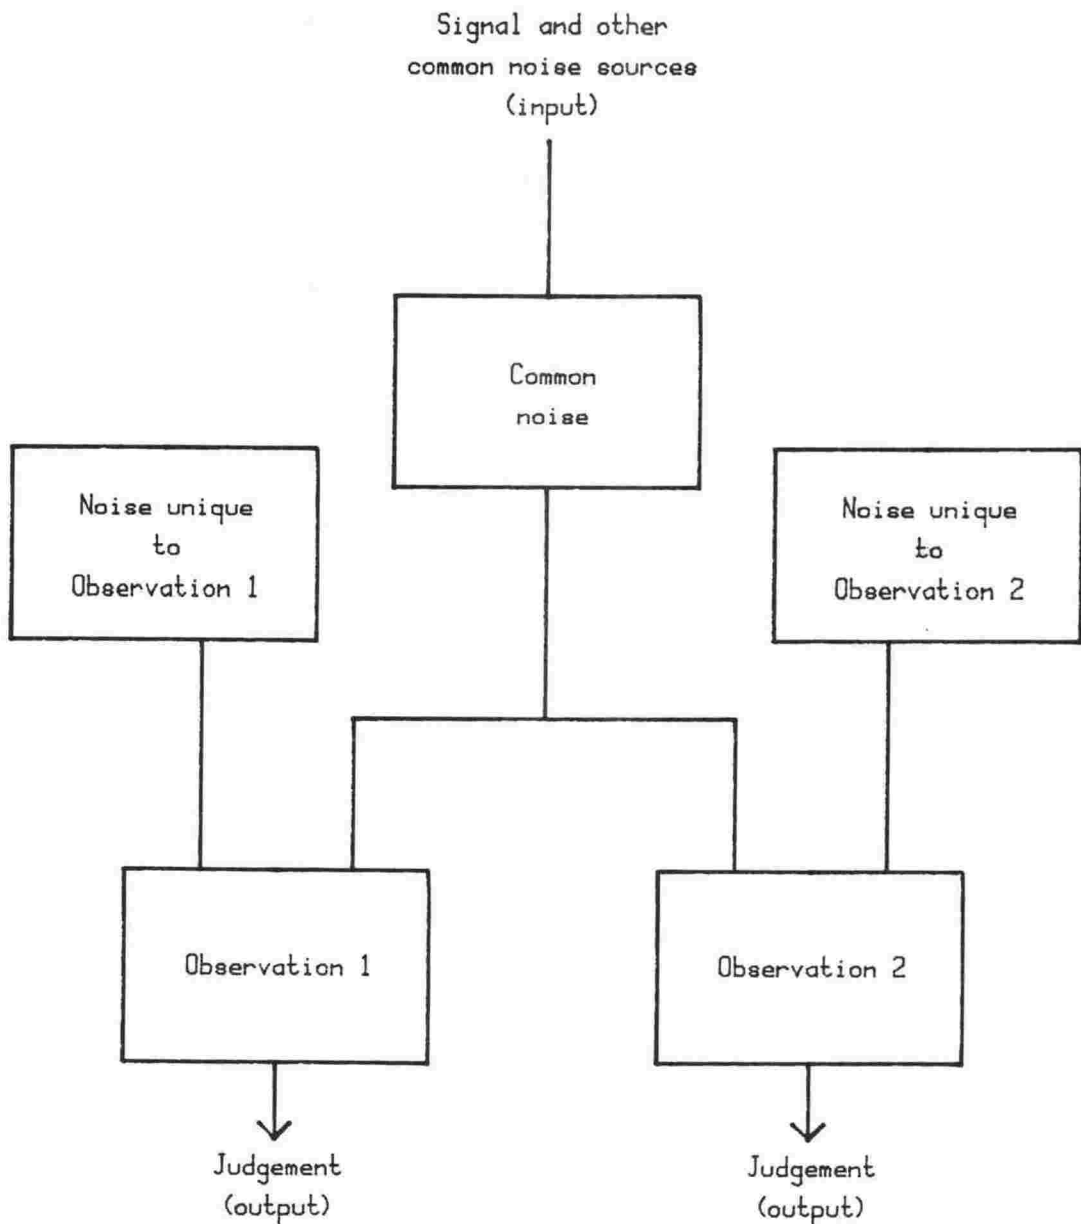 Signal and other
common noise sources
(input)
Common
noise
Noise unique
to
Observation 1
Noise unique
to
Observation 2
Observation 1
Observation 2
Judgement
(output)
Judgement
(output)